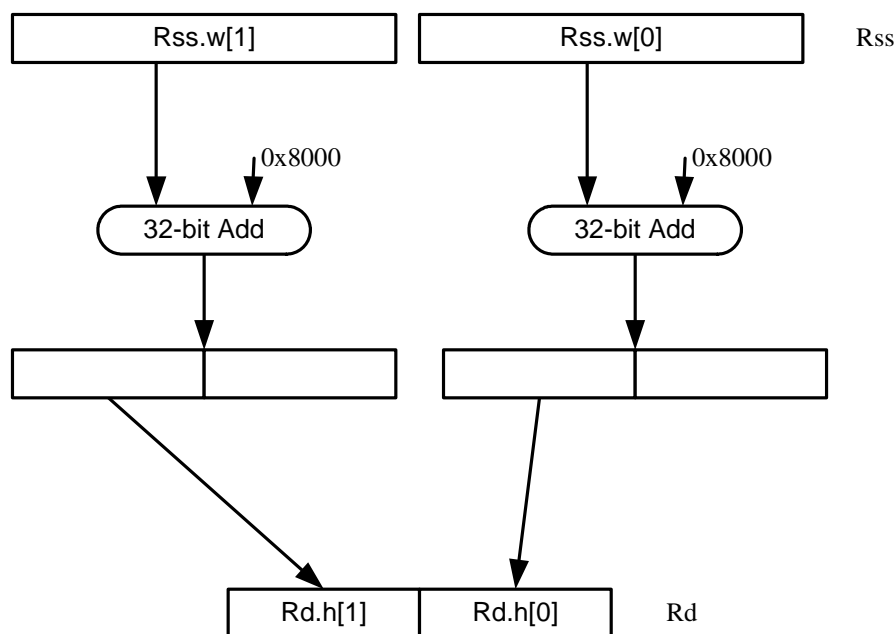 Rss.w[1] Rss.w[0] Rss
0x8000 0x8000
32-bit Add 32-bit Add
Rd.h[1] Rd.h[0] Rd